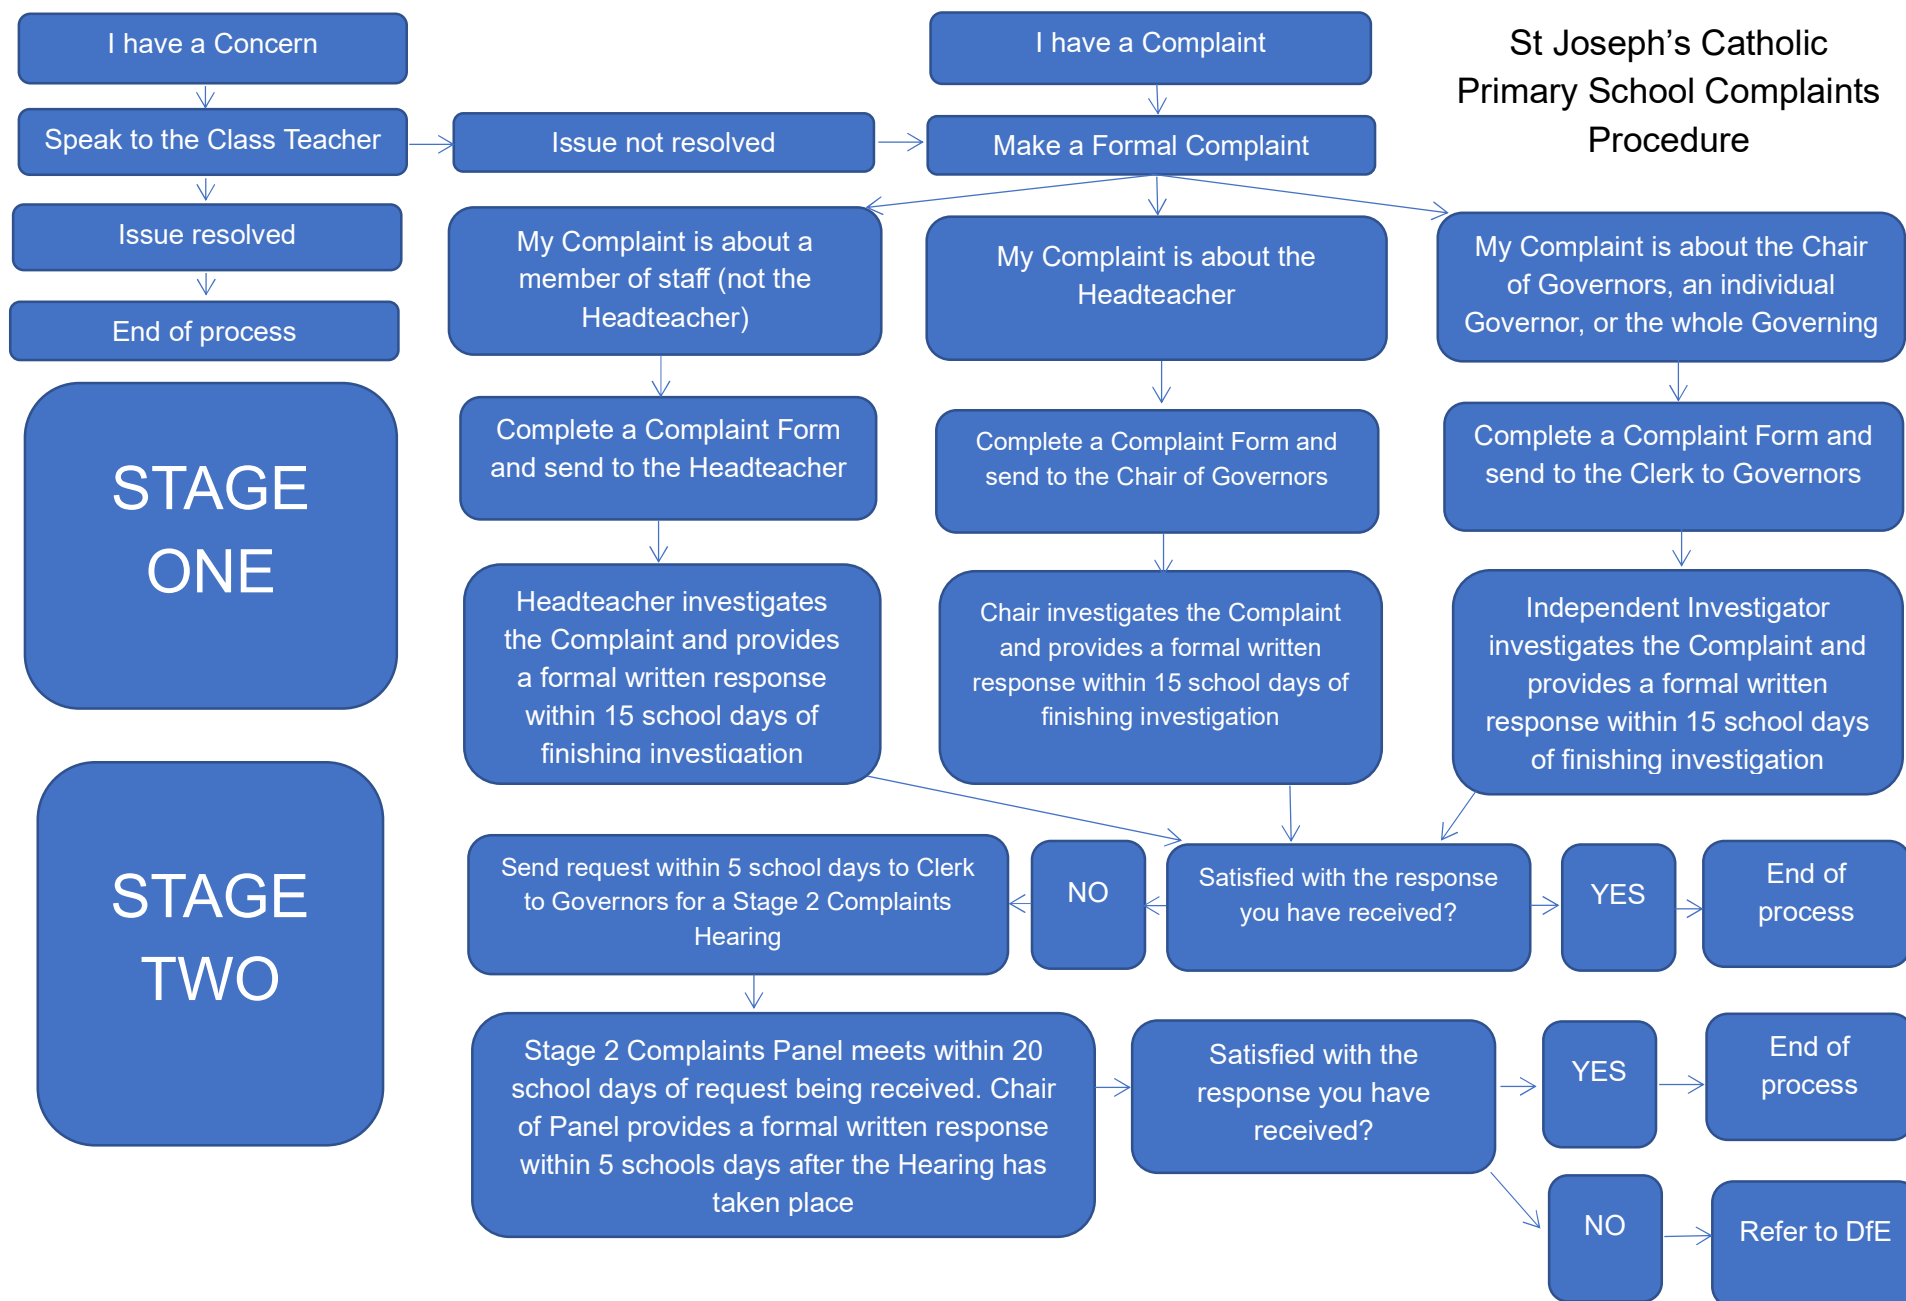 I have a Concern
I have a Complaint
St Joseph’s Catholic
Primary School Complaints
Procedure
Speak to the Class Teacher
Issue not resolved
Make a Formal Complaint
Issue resolved
End of process
My Complaint is about a
member of staff (not the
Headteacher)
My Complaint is about the
Headteacher
My Complaint is about the Chair
of Governors, an individual
Governor, or the whole Governing
STAGE
ONE
Complete a Complaint Form
and send to the Headteacher
Complete a Complaint Form and
send to the Chair of Governors
Complete a Complaint Form and
send to the Clerk to Governors
Headteacher investigates
the Complaint and provides
a formal written response
within 15 school days of
finishing investigation
Chair investigates the Complaint
and provides a formal written
response within 15 school days of
finishing investigation
Independent Investigator
investigates the Complaint and
provides a formal written
response within 15 school days
of finishing investigation
STAGE
TWO
Send request within 5 school days to Clerk
to Governors for a Stage 2 Complaints
Hearing
NO
Satisfied with the response
you have received?
YES
End of
process
Stage 2 Complaints Panel meets within 20
school days of request being received. Chair
of Panel provides a formal written response
within 5 schools days after the Hearing has
taken place
Satisfied with the
response you have
received?
YES
End of
process
NO
Refer to DfE